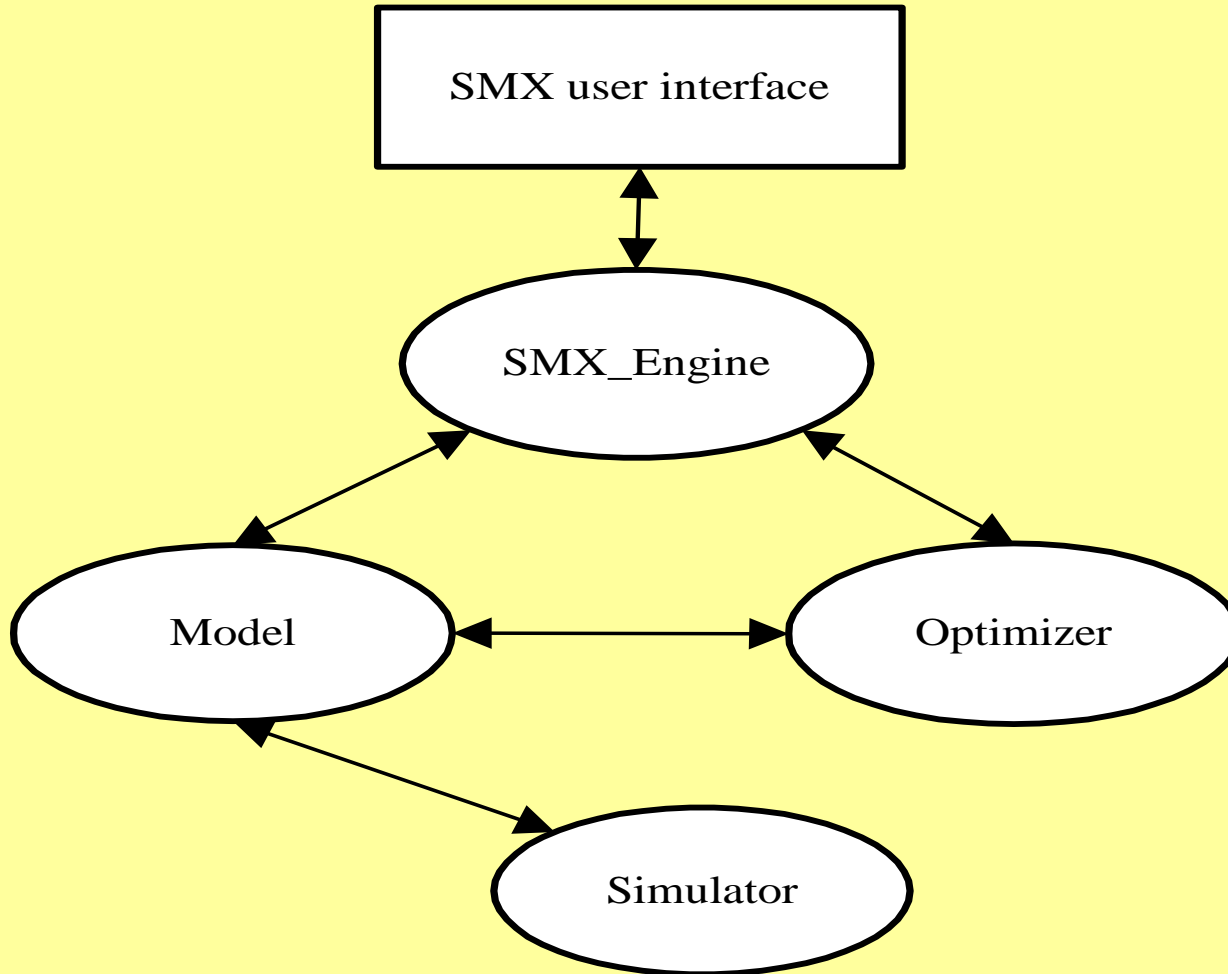 SMX user interface
SMX_Engine
Model
Optimizer
Simulator